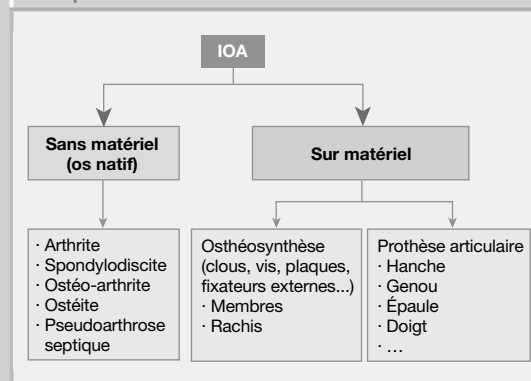 IOA
Sans matériel
(os natif)
Sur matériel
· Arthrite
· Spondylodiscite
· Ostéo-arthrite
· Ostéite
· Pseudoarthrose
septique
Osthéosynthèse
(clous, vis, plaques,
fixateurs externes...)
· Membres
· Rachis
Prothèse articulaire
· Hanche
· Genou
· Épaule
· Doigt
· ...